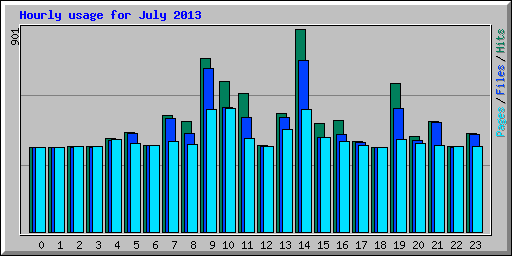 Hourly usage for July 2013
901
Pages/Files/Hits
0 1 2 3 4 5 6 7 8 9 10 11 12 13 14 15 16 17 18 19 20 21 22 23